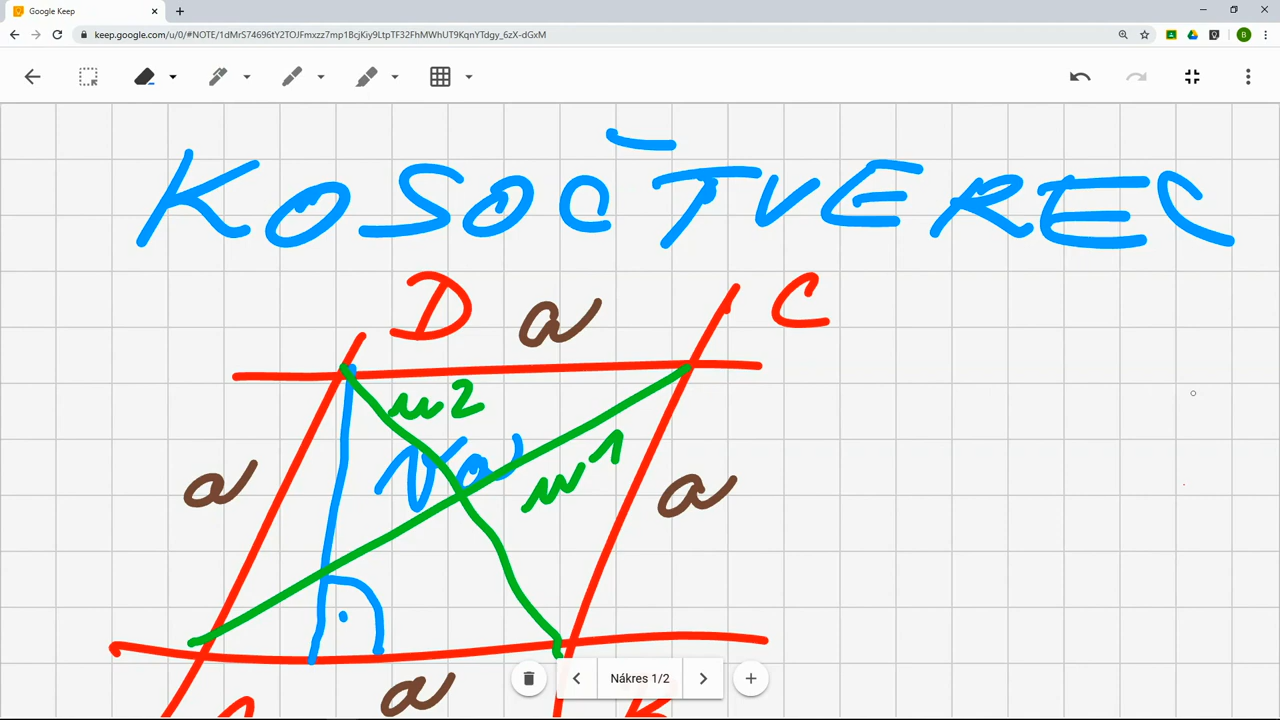 Google Keep
keep.google.com/u/0/#NOTE/1dMrS74696tY2TOJFmxzz7mp1BcjKiy9LtpTF32FhMWhUT9KqnYTdgy_6zX-dGxM
B
KOSOČTVEREC
D a C
u2
va
a u1 a
a
Nákres 1/2